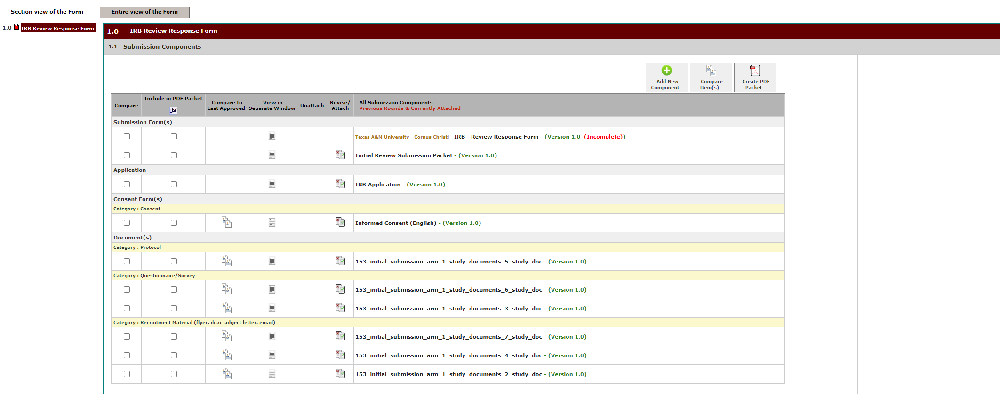 Section view of the Form
Entire view of the Form
1.0 IRB Review Response Form
1.0 IRB Review Response Form
1.1 Submission Components
Add New Component
Compare Item(s)
Create PDF Packet
Compare
Include in PDF Packet
Compare to Last Approved
View in Separate Window
Unattach
Revise/ Attach
All Submission Components
Previous Rounds & Currently Attached
Submission Form(s)
Texas A&M University - Corpus Christi - IRB - Review Response Form - (Version 1.0 (Incomplete))
Initial Review Submission Packet - (Version 1.0)
Application
IRB Application - (Version 1.0)
Consent Form(s)
Category : Consent
Informed Consent (English) - (Version 1.0)
Document(s)
Category : Protocol
153_initial_submission_arm_1_study_documents_5_study_doc - (Version 1.0)
Category : Questionnaire/Survey
153_initial_submission_arm_1_study_documents_6_study_doc - (Version 1.0)
153_initial_submission_arm_1_study_documents_3_study_doc - (Version 1.0)
Category : Recruitment Material (flyer, dear subject letter, email)
153_initial_submission_arm_1_study_documents_7_study_doc - (Version 1.0)
153_initial_submission_arm_1_study_documents_4_study_doc - (Version 1.0)
153_initial_submission_arm_1_study_documents_2_study_doc - (Version 1.0)